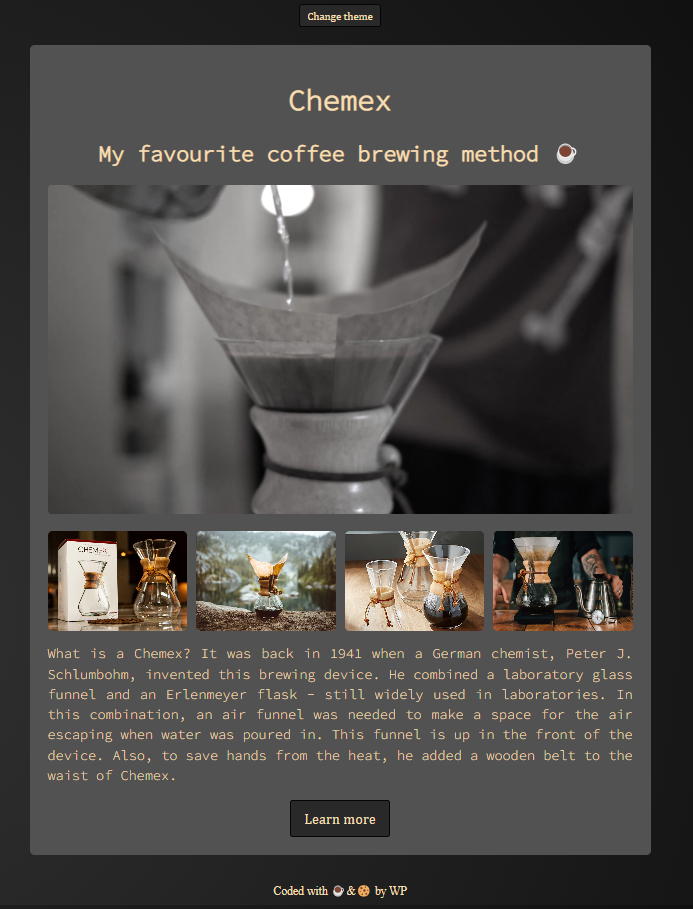 Change theme
Chemex
My favourite coffee brewing method ☕
CHEMEX
What is a Chemex? It was back in 1941 when a German chemist, Peter J.
Schlumbohm, invented this brewing device. He combined a laboratory glass
funnel and an Erlenmeyer flask - still widely used in laboratories. In
this combination, an air funnel was needed to make a space for the air
escaping when water was poured in. This funnel is up in the front of the
device. Also, to save hands from the heat, he added a wooden belt to the
waist of Chemex.
Learn more
Coded with ☕ & 🍪 by WP